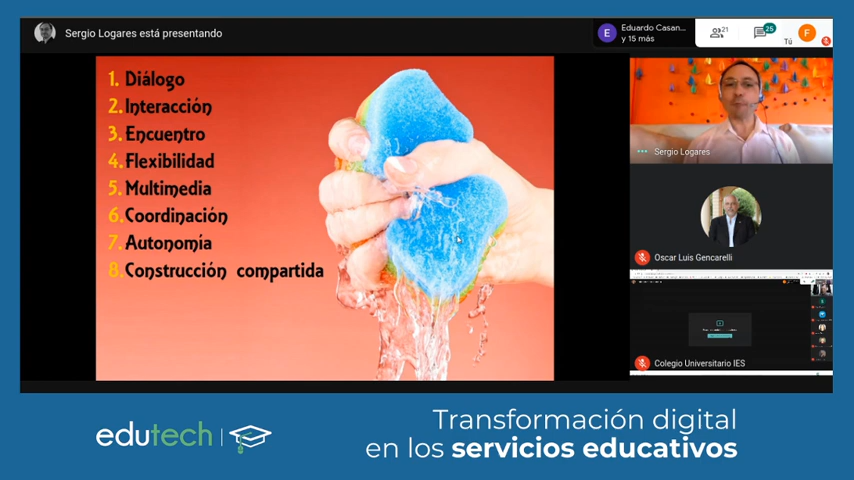 Sergio Logares está presentando
Eduardo Casan...
y 15 más
21
25
Tú
E
F
1. Diálogo
2. Interacción
3. Encuentro
4. Flexibilidad
5. Multimedia
6. Coordinación
7. Autonomía
8. Construcción compartida
Sergio Logares
Oscar Luis Gencarelli
Colegio Universitario IES
edutech
Transformación digital
en los servicios educativos